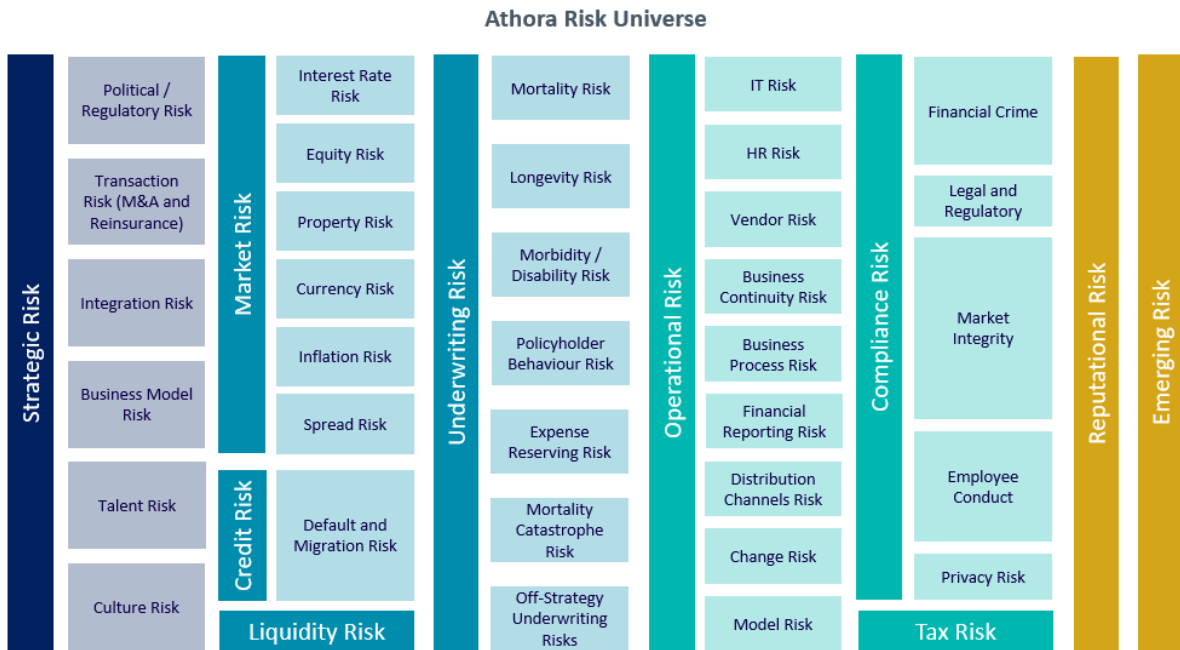 Athora Risk Universe
Strategic Risk
Political /
Regulatory Risk
Transaction
Risk (M&A and
Reinsurance)
Integration Risk
Business Model
Risk
Talent Risk
Culture Risk
Market Risk
Interest Rate
Risk
Equity Risk
Property Risk
Currency Risk
Inflation Risk
Spread Risk
Credit Risk
Default and
Migration Risk
Liquidity Risk
Underwriting Risk
Mortality Risk
Longevity Risk
Morbidity /
Disability Risk
Policyholder
Behaviour Risk
Expense
Reserving Risk
Mortality
Catastrophe
Risk
Off-Strategy
Underwriting
Risks
Operational Risk
IT Risk
HR Risk
Vendor Risk
Business
Continuity Risk
Business
Process Risk
Financial
Reporting Risk
Distribution
Channels Risk
Change Risk
Model Risk
Compliance Risk
Financial Crime
Legal and
Regulatory
Market
Integrity
Employee
Conduct
Privacy Risk
Tax Risk
Reputational Risk
Emerging Risk